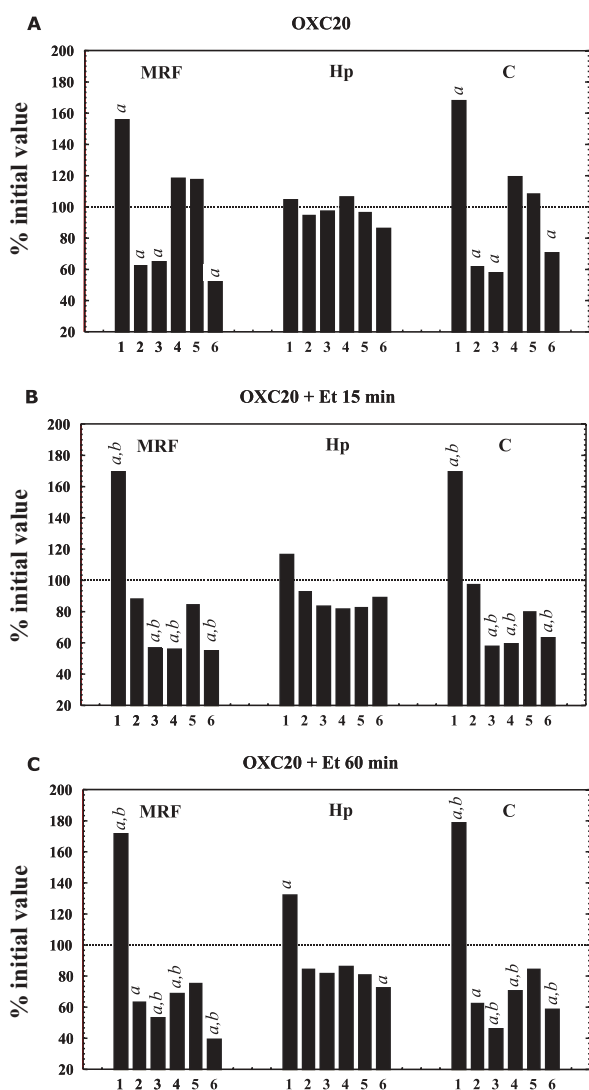 A
OXC20
% initial value
200
180
160
140
120
100
80
60
40
20
MRF
Hp
C
a
a
a
a
a
a
a
a
1 2 3 4 5 6
1 2 3 4 5 6
1 2 3 4 5 6
B
OXC20 + Et 15 min
% initial value
200
180
160
140
120
100
80
60
40
20
MRF
Hp
C
a,b
a,b
a,b
a,b
a,b
a,b
a,b
1 2 3 4 5 6
1 2 3 4 5 6
1 2 3 4 5 6
C
OXC20 + Et 60 min
% initial value
200
180
160
140
120
100
80
60
40
20
MRF
Hp
C
a,b
a
a,b
a,b
a,b
a
a
a,b
a
a,b
a,b
a,b
1 2 3 4 5 6
1 2 3 4 5 6
1 2 3 4 5 6